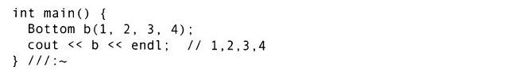 int main() {
  Bottom b(1, 2, 3, 4);
  cout << b << endl;  // 1,2,3,4
} ///:~